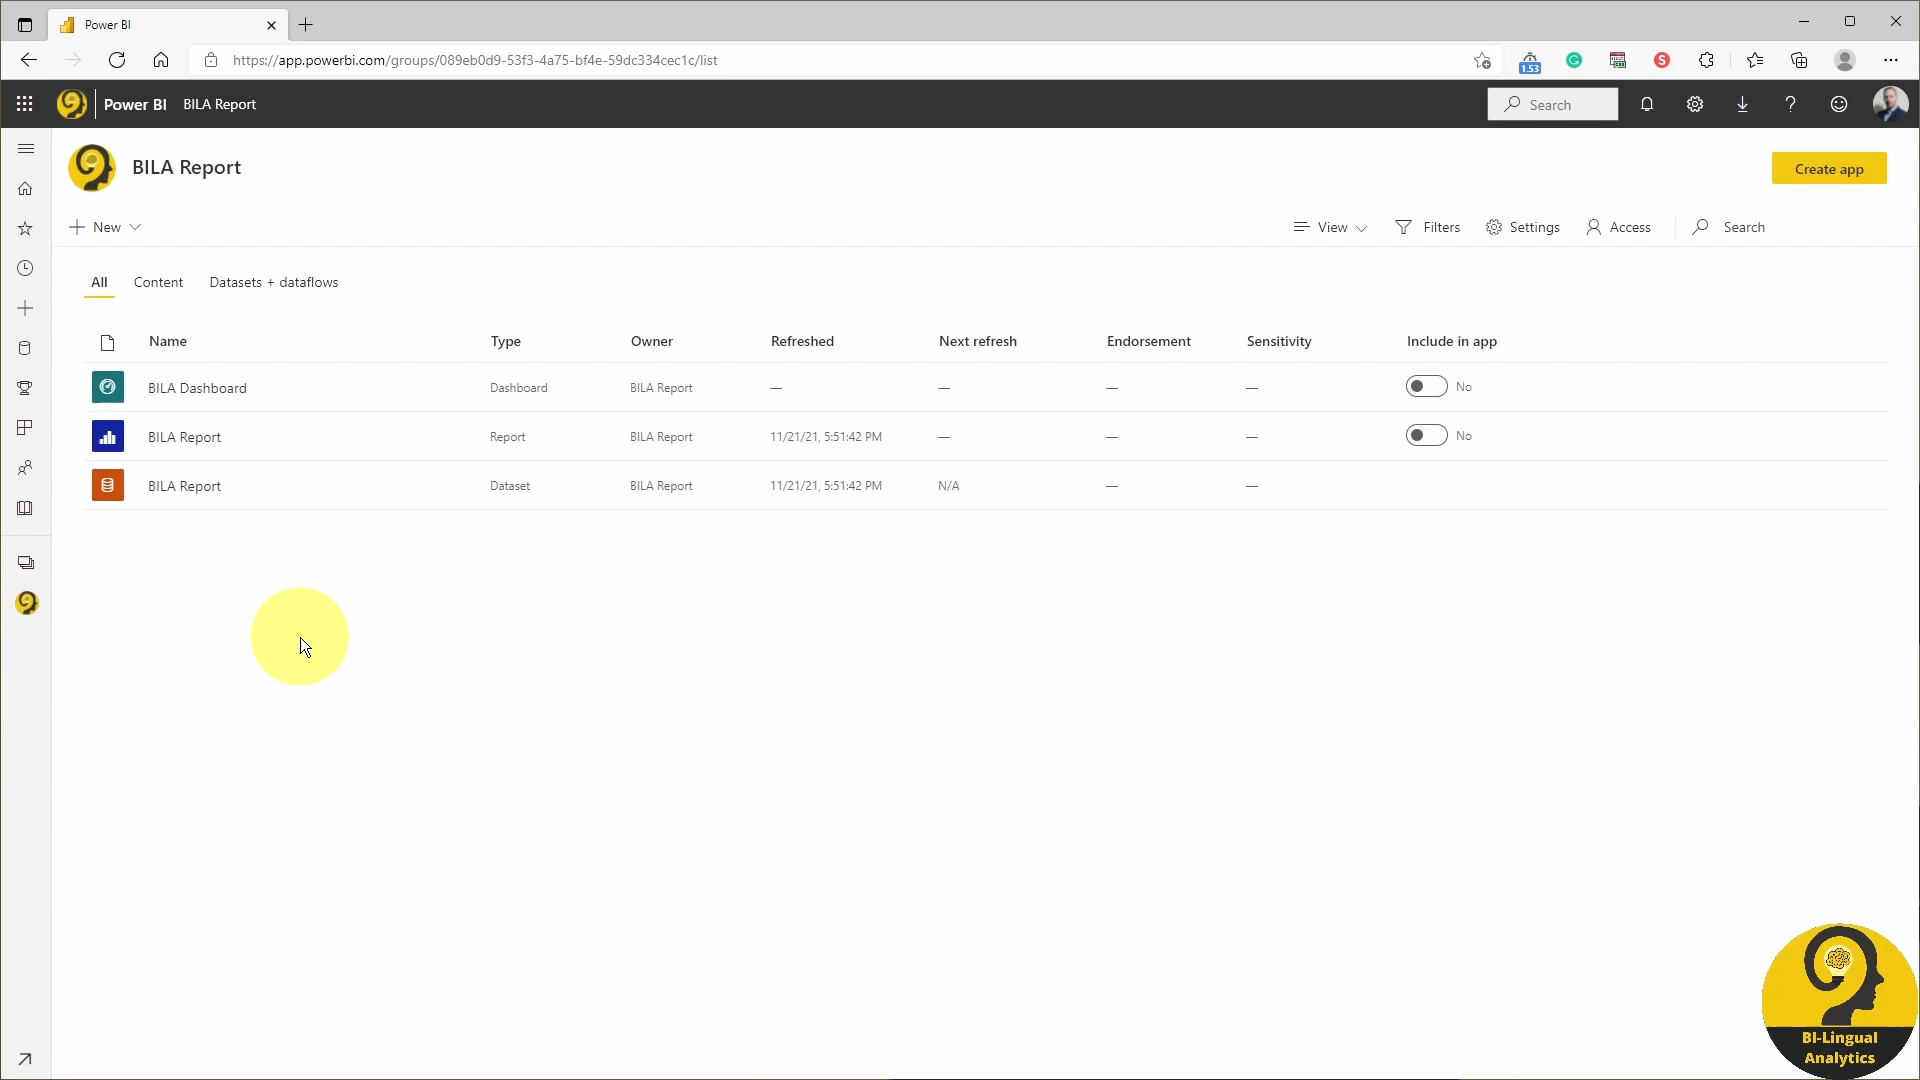 Power BI
https://app.powerbi.com/groups/089eb0d9-53f3-4a75-bf4e-59dc334cec1c/list
1.53
S
Power BI BILA Report
Search
BILA Report
Create app
New
View Filters Settings Access Search
All Content Datasets + dataflows
Name Type Owner Refreshed Next refresh Endorsement Sensitivity Include in app
BILA Dashboard Dashboard BILA Report — — — — No
BILA Report Report BILA Report 11/21/21, 5:51:42 PM — — — No
BILA Report Dataset BILA Report 11/21/21, 5:51:42 PM N/A — —
BI-Lingual
Analytics